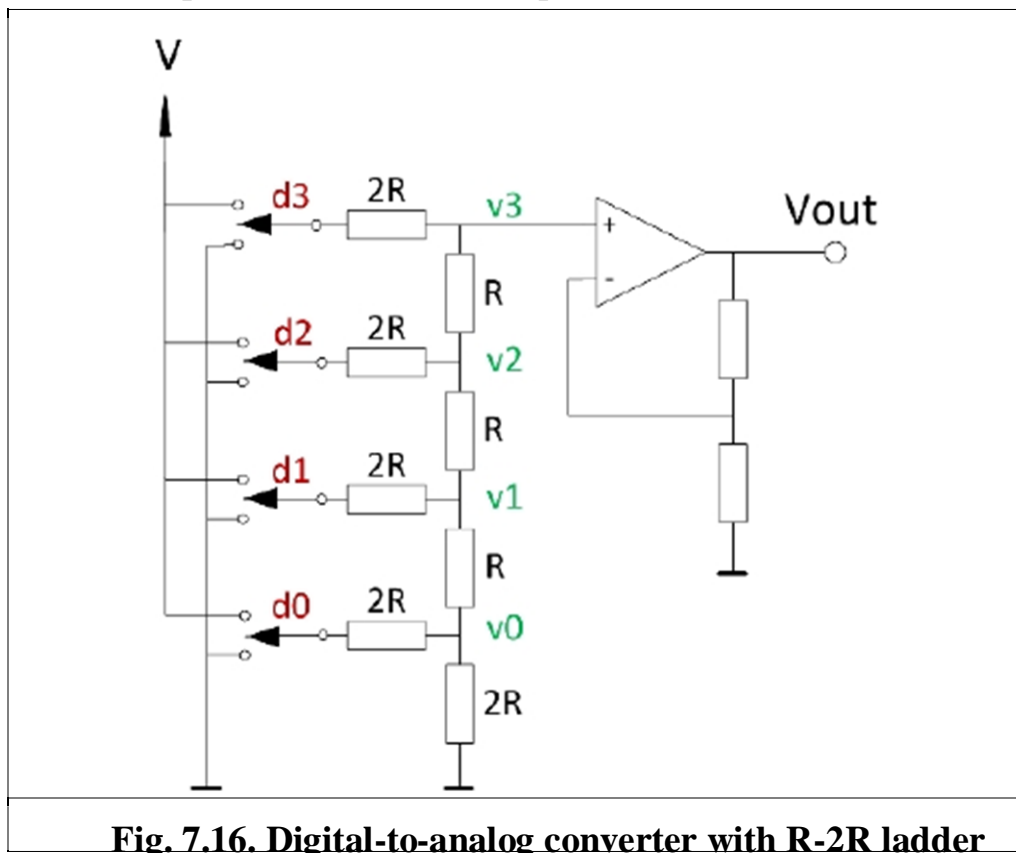 V
d3 2R v3
Vout
+
-
R
d2 2R v2
R
d1 2R v1
R
d0 2R v0
2R
Fig. 7.16. Digital-to-analog converter with R-2R ladder